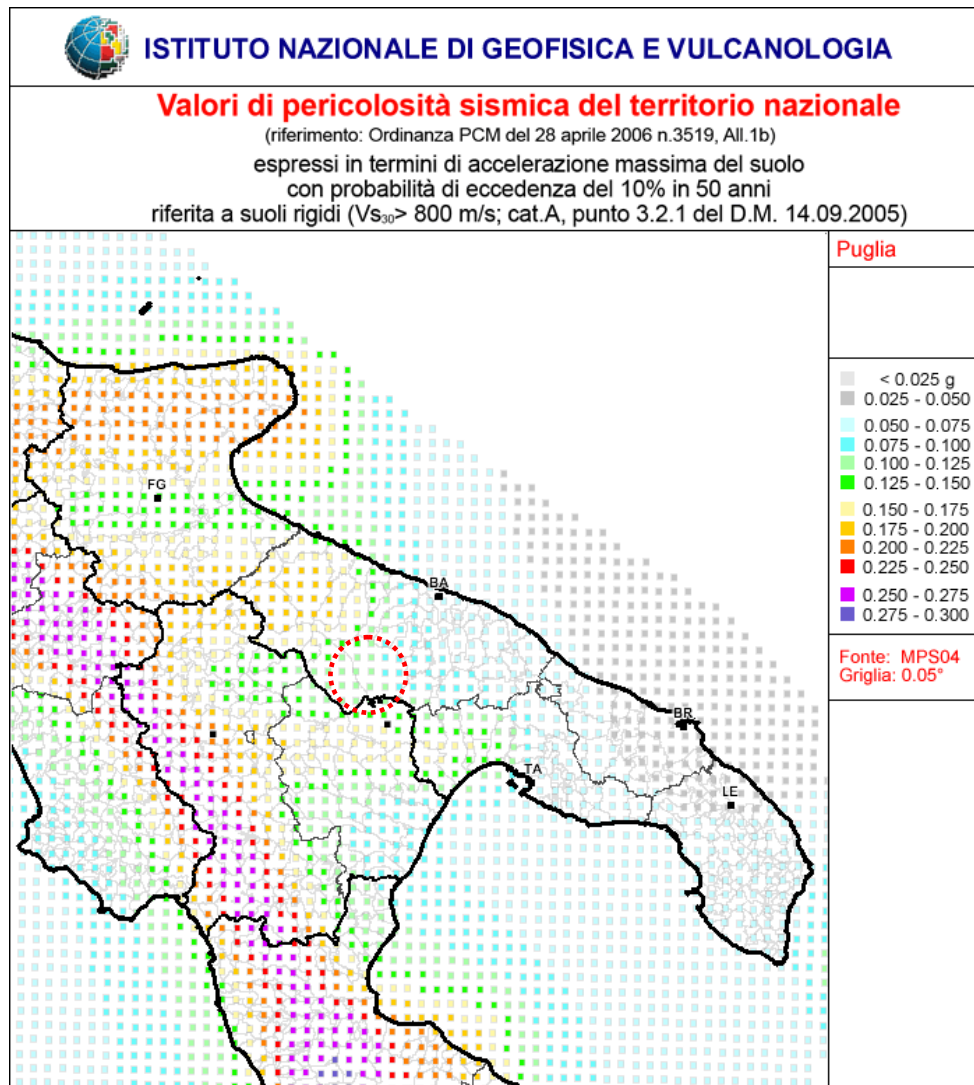 ISTITUTO NAZIONALE DI GEOFISICA E VULCANOLOGIA
Valori di pericolosità sismica del territorio nazionale
(riferimento: Ordinanza PCM del 28 aprile 2006 n.3519, All.1b)
espressi in termini di accelerazione massima del suolo
con probabilità di eccedenza del 10% in 50 anni
riferita a suoli rigidi (Vs₃₀> 800 m/s; cat.A, punto 3.2.1 del D.M. 14.09.2005)
Puglia
< 0.025 g
0.025 - 0.050
0.050 - 0.075
0.075 - 0.100
0.100 - 0.125
0.125 - 0.150
0.150 - 0.175
0.175 - 0.200
0.200 - 0.225
0.225 - 0.250
0.250 - 0.275
0.275 - 0.300
Fonte: MPS04
Griglia: 0.05°
FG
BA
BR
TA
LE